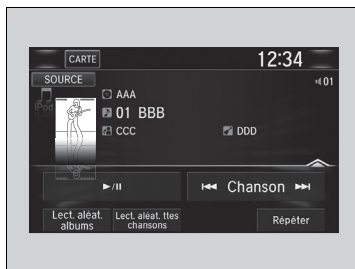 CARTE 12:34
SOURCE 01
iPod AAA
01 BBB
CCC DDD
Chanson
Lect. aléat. albums
Lect. aléat. ttes chansons
Répéter